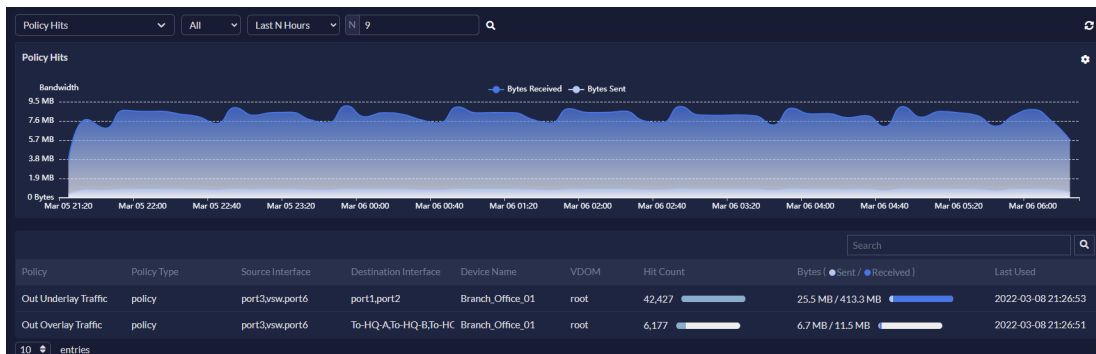 Policy Hits All Last N Hours N 9
Policy Hits
Bandwidth
Bytes Received Bytes Sent
9.5 MB
7.6 MB
5.7 MB
3.8 MB
1.9 MB
0 Bytes
Mar 05 21:20 Mar 05 22:00 Mar 05 22:40 Mar 05 23:20 Mar 06 00:00 Mar 06 00:40 Mar 06 01:20 Mar 06 02:00 Mar 06 02:40 Mar 06 03:20 Mar 06 04:00 Mar 06 04:40 Mar 06 05:20 Mar 06 06:00
Search
Policy Policy Type Source Interface Destination Interface Device Name VDOM Hit Count Bytes ( Sent / Received ) Last Used
Out Underlay Traffic policy port3,vsw.port6 port1,port2 Branch_Office_01 root 42,427 25.5 MB / 413.3 MB 2022-03-08 21:26:53
Out Overlay Traffic policy port3,vsw.port6 To-HQ-A,To-HQ-B,To-HC Branch_Office_01 root 6,177 6.7 MB / 11.5 MB 2022-03-08 21:26:51
10 entries